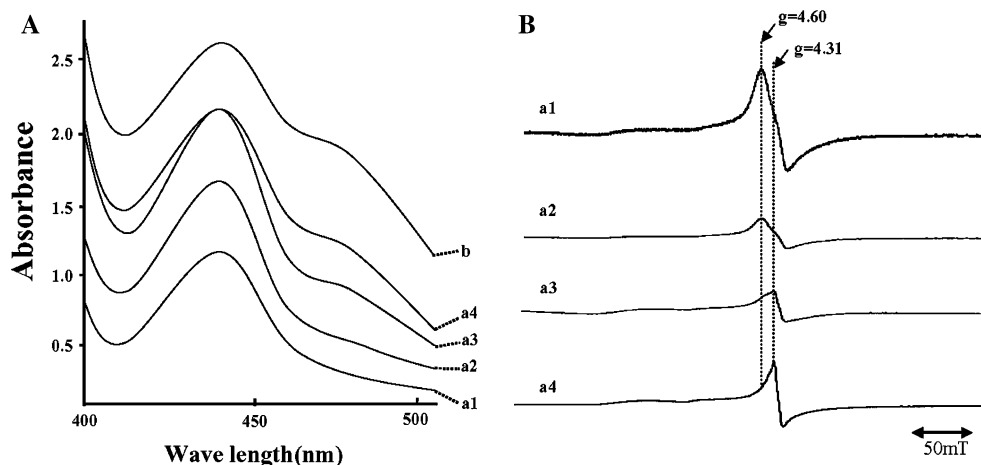 A
2.5
2.0
1.5
1.0
0.5
Absorbance
400
450
500
Wave length(nm)
b
a4
a3
a2
a1
B
g=4.60
g=4.31
a1
a2
a3
a4
50mT